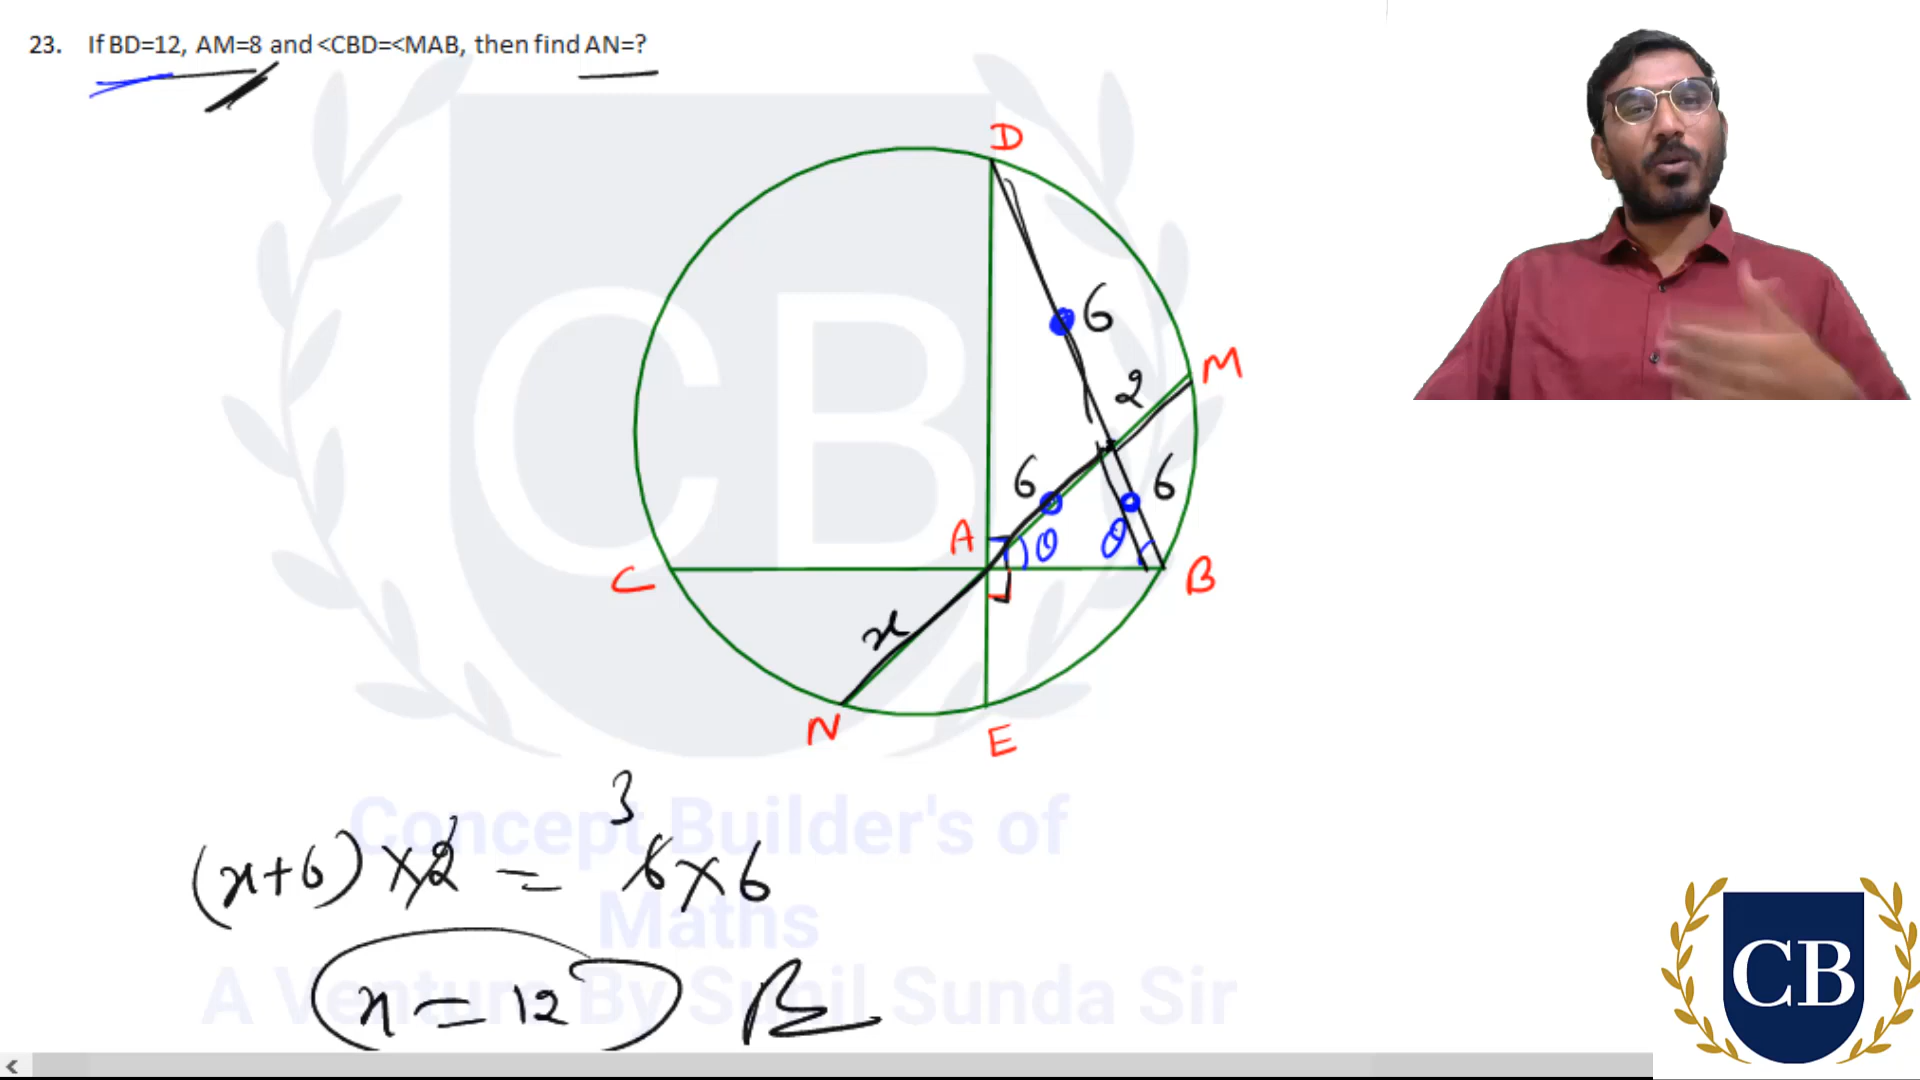 23. If BD=12, AM=8 and <CBD=<MAB, then find AN=?
D
6
M
2
6
6
A
θ
θ
C
B
x
N
E
CB
3
(x+6) × 2 = 6 × 6
x = 12
Concept Builder's of
Maths
A Venture By Sunil Sunda Sir
CB